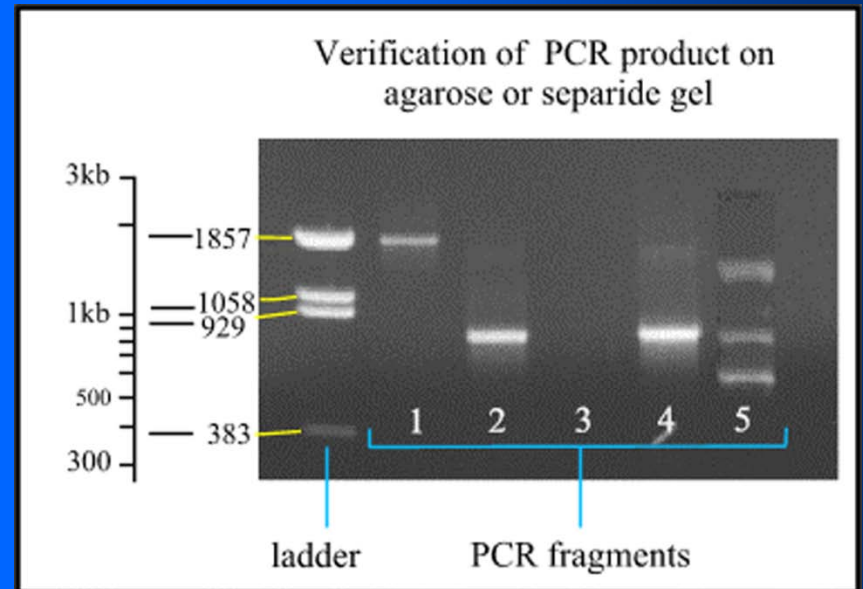 Verification of PCR product on
agarose or separide gel
3kb
1857
1058
1kb
929
500
383
300
1 2 3 4 5
ladder
PCR fragments